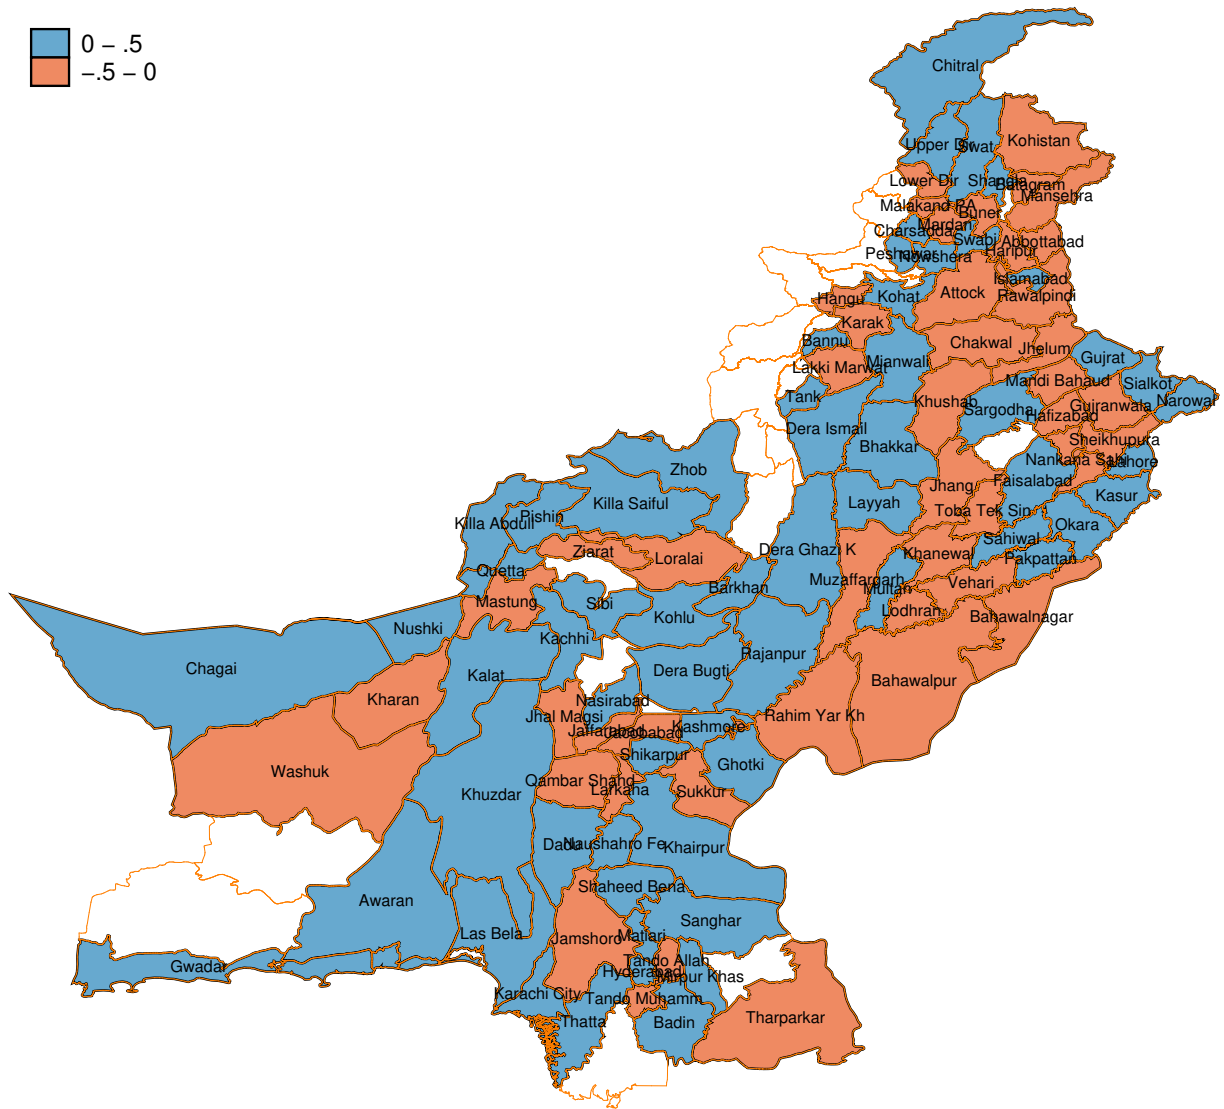 0 – .5
–.5 – 0
Chitral
Upper Dir
Swat
Kohistan
Lower Dir
Shangla
Batagram
Mansehra
Malakand PA
Buner
Mardan
Charsadda
Swabi
Abbottabad
Haripur
Peshawar
Nowshera
Islamabad
Rawalpindi
Attock
Hangu
Kohat
Karak
Bannu
Chakwal
Jhelum
Gujrat
Mianwali
Lakki Marwat
Mandi Bahaud
Sialkot
Tank
Khushab
Sargodha
Hafizabad
Gujranwala
Narowal
Dera Ismail
Bhakkar
Sheikhupura
Nankana Sahi
Lahore
Zhob
Faisalabad
Jhang
Kasur
Killa Saiful
Layyah
Toba Tek Sin
Okara
Killa Abdull
Pishin
Sahiwal
Ziarat
Loralai
Dera Ghazi K
Khanewal
Pakpattan
Quetta
Barkhan
Muzaffargarh
Multan
Vehari
Mastung
Sibi
Kohlu
Lodhran
Bahawalnagar
Nushki
Kachhi
Rajanpur
Chagai
Kalat
Dera Bugti
Bahawalpur
Kharan
Nasirabad
Jhal Magsi
Rahim Yar Kh
Jaffarabad
Jacobabad
Kashmore
Shikarpur
Ghotki
Washuk
Qambar Shahd
Larkana
Sukkur
Khuzdar
Dadu
Naushahro Fe
Khairpur
Shaheed Bena
Awaran
Sanghar
Las Bela
Jamshoro
Matiari
Tando Allah
Gwadar
Hyderabad
Mirpur Khas
Karachi City
Tando Muhamm
Thatta
Badin
Tharparkar